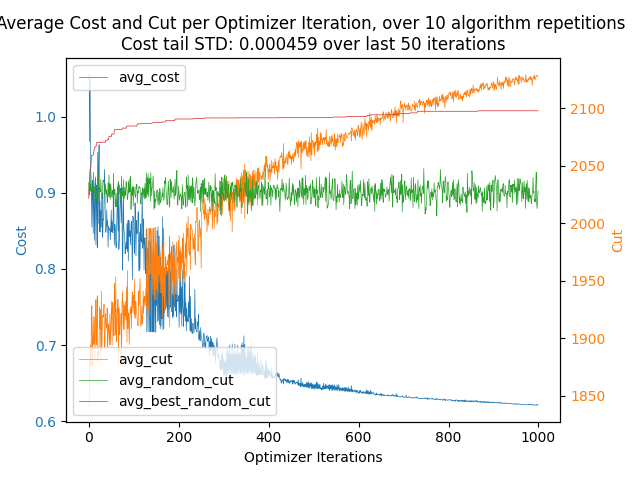 Average Cost and Cut per Optimizer Iteration, over 10 algorithm repetitions
Cost tail STD: 0.000459 over last 50 iterations
avg_cost
1.0
0.9
0.8
0.7
0.6
Cost
2100
2050
2000
1950
1900
1850
Cut
avg_cut
avg_random_cut
avg_best_random_cut
0 200 400 600 800 1000
Optimizer Iterations